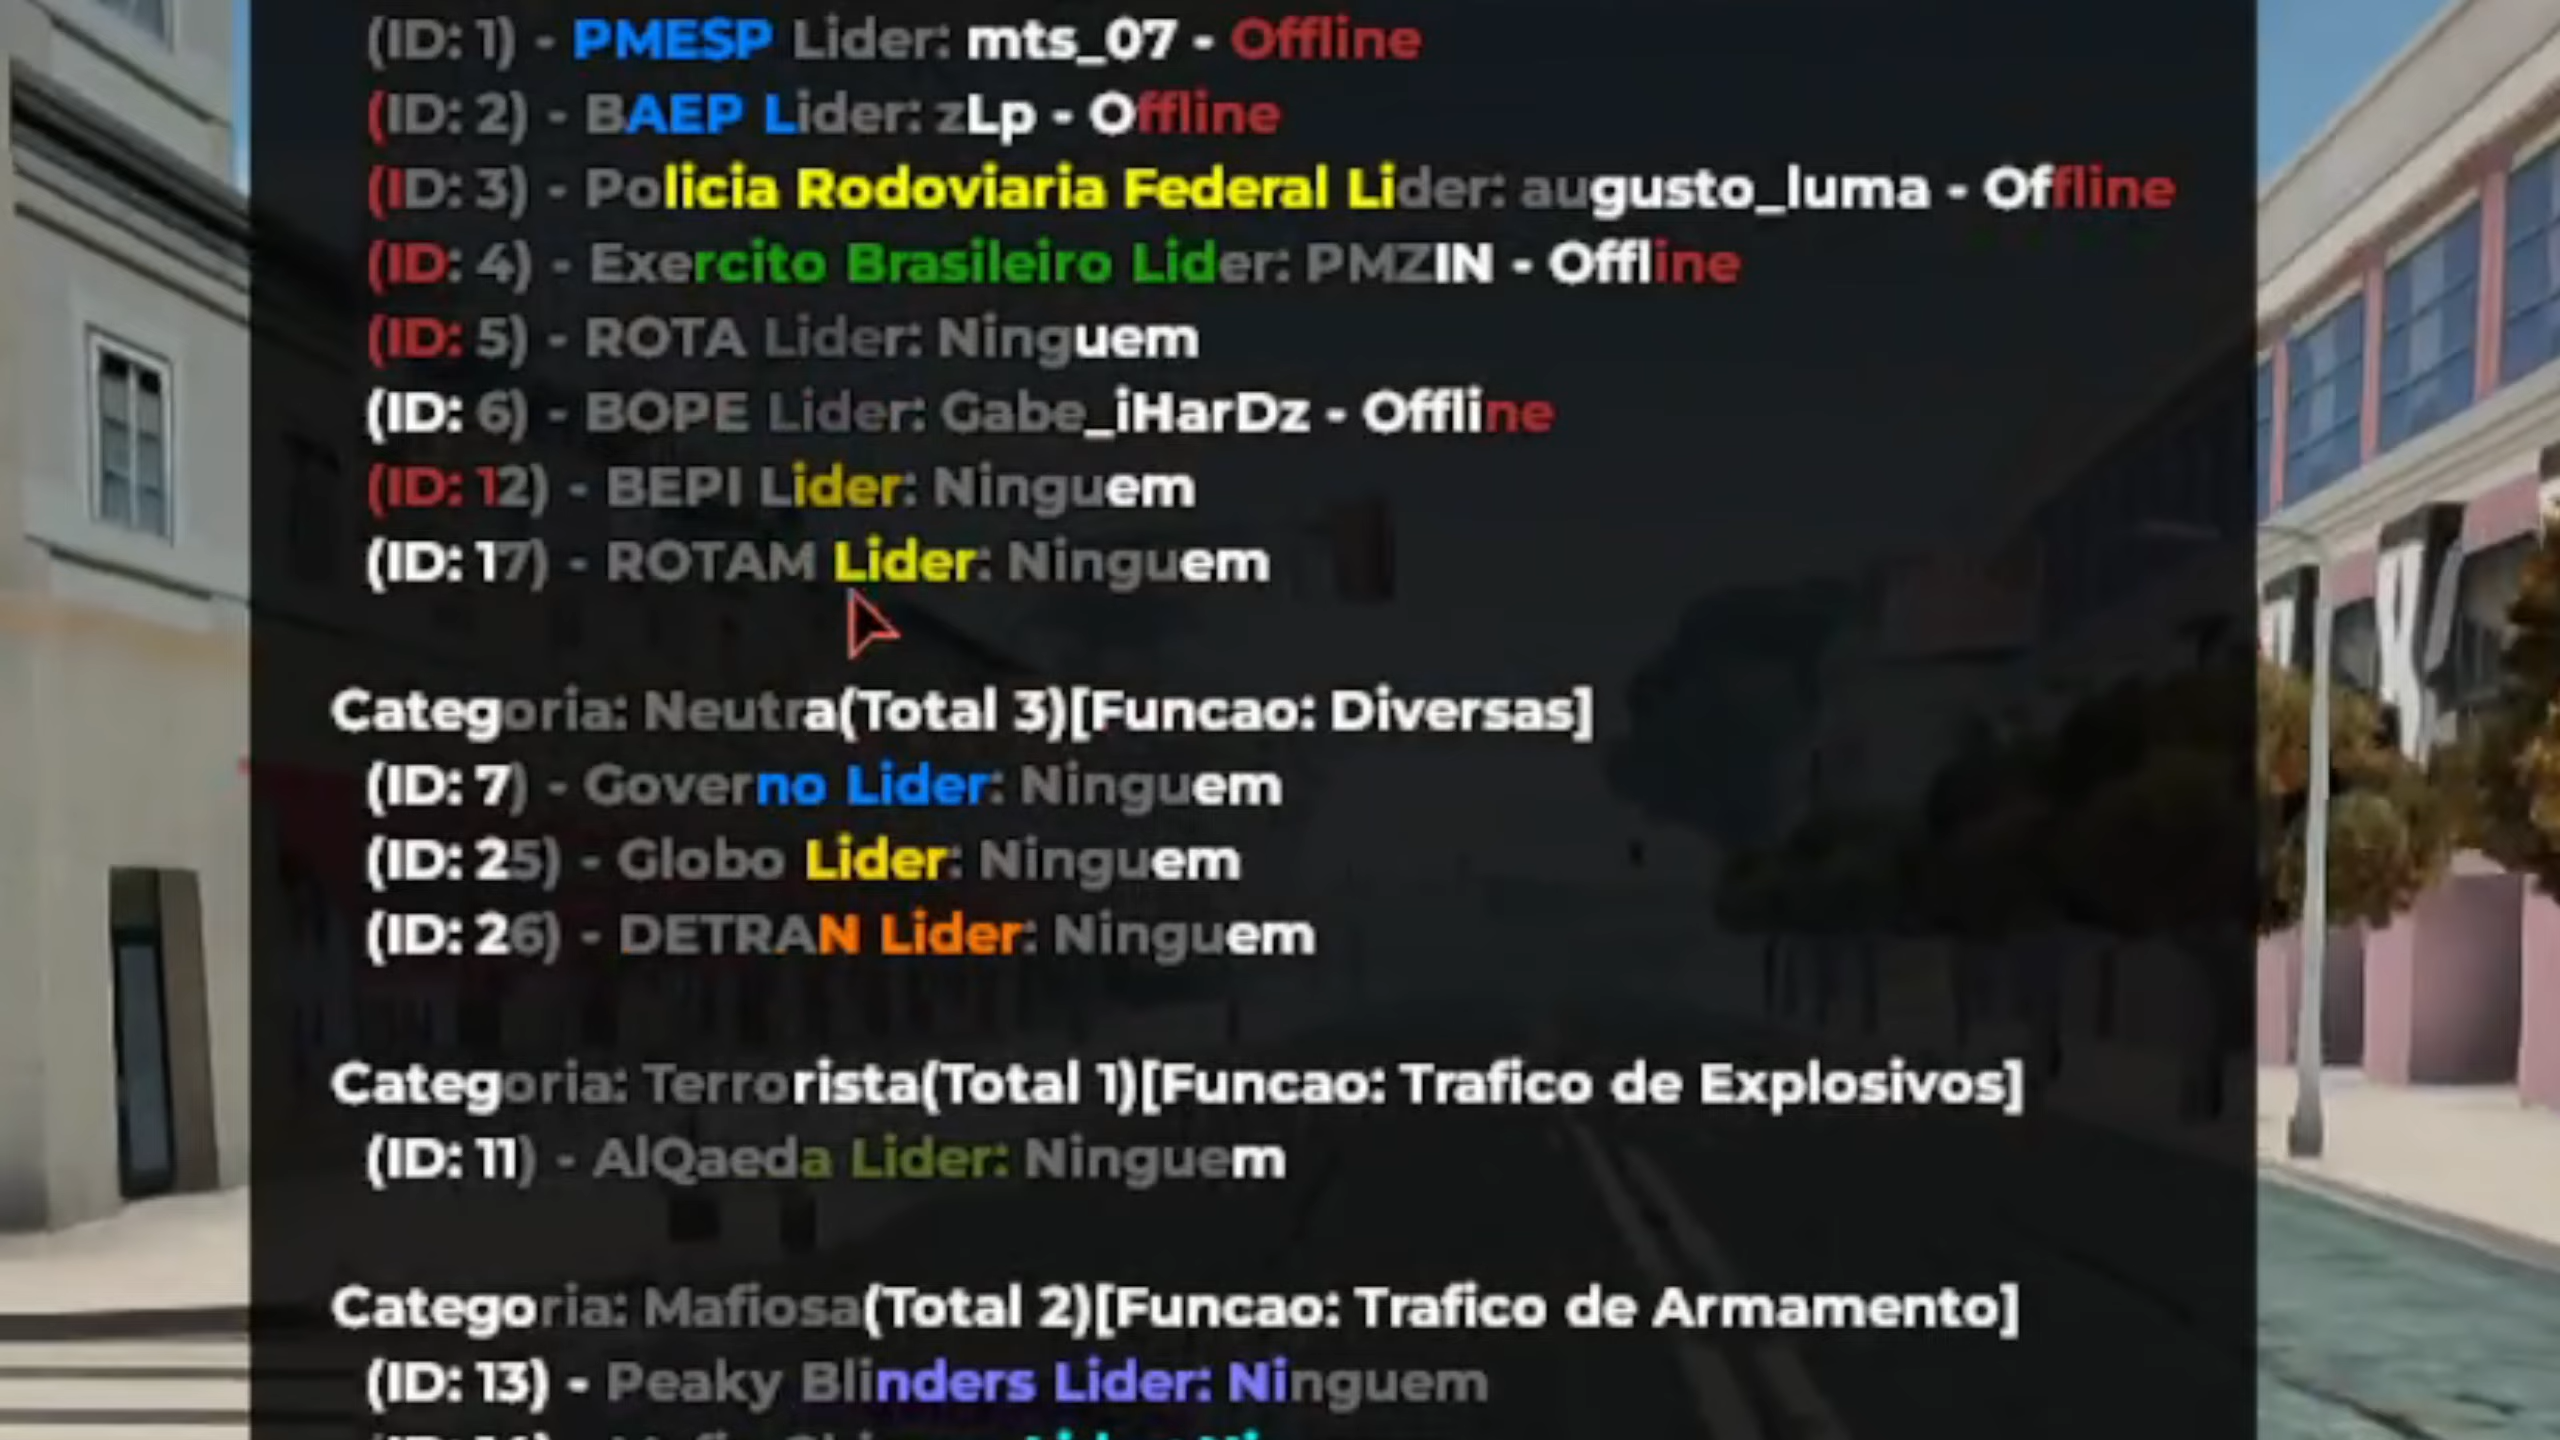 (ID: 1) - PMESP Lider: mts_07 - Offline
(ID: 2) - BAEP Lider: zLp - Offline
(ID: 3) - Policia Rodoviaria Federal Lider: augusto_luma - Offline
(ID: 4) - Exercito Brasileiro Lider: PMZIN - Offline
(ID: 5) - ROTA Lider: Ninguem
(ID: 6) - BOPE Lider: Gabe_iHarDz - Offline
(ID: 12) - BEPI Lider: Ninguem
(ID: 17) - ROTAM Lider: Ninguem
Categoria: Neutra(Total 3)[Funcao: Diversas]
(ID: 7) - Governo Lider: Ninguem
(ID: 25) - Globo Lider: Ninguem
(ID: 26) - DETRAN Lider: Ninguem
Categoria: Terrorista(Total 1)[Funcao: Trafico de Explosivos]
(ID: 11) - AlQaeda Lider: Ninguem
Categoria: Mafiosa(Total 2)[Funcao: Trafico de Armamento]
(ID: 13) - Peaky Blinders Lider: Ninguem